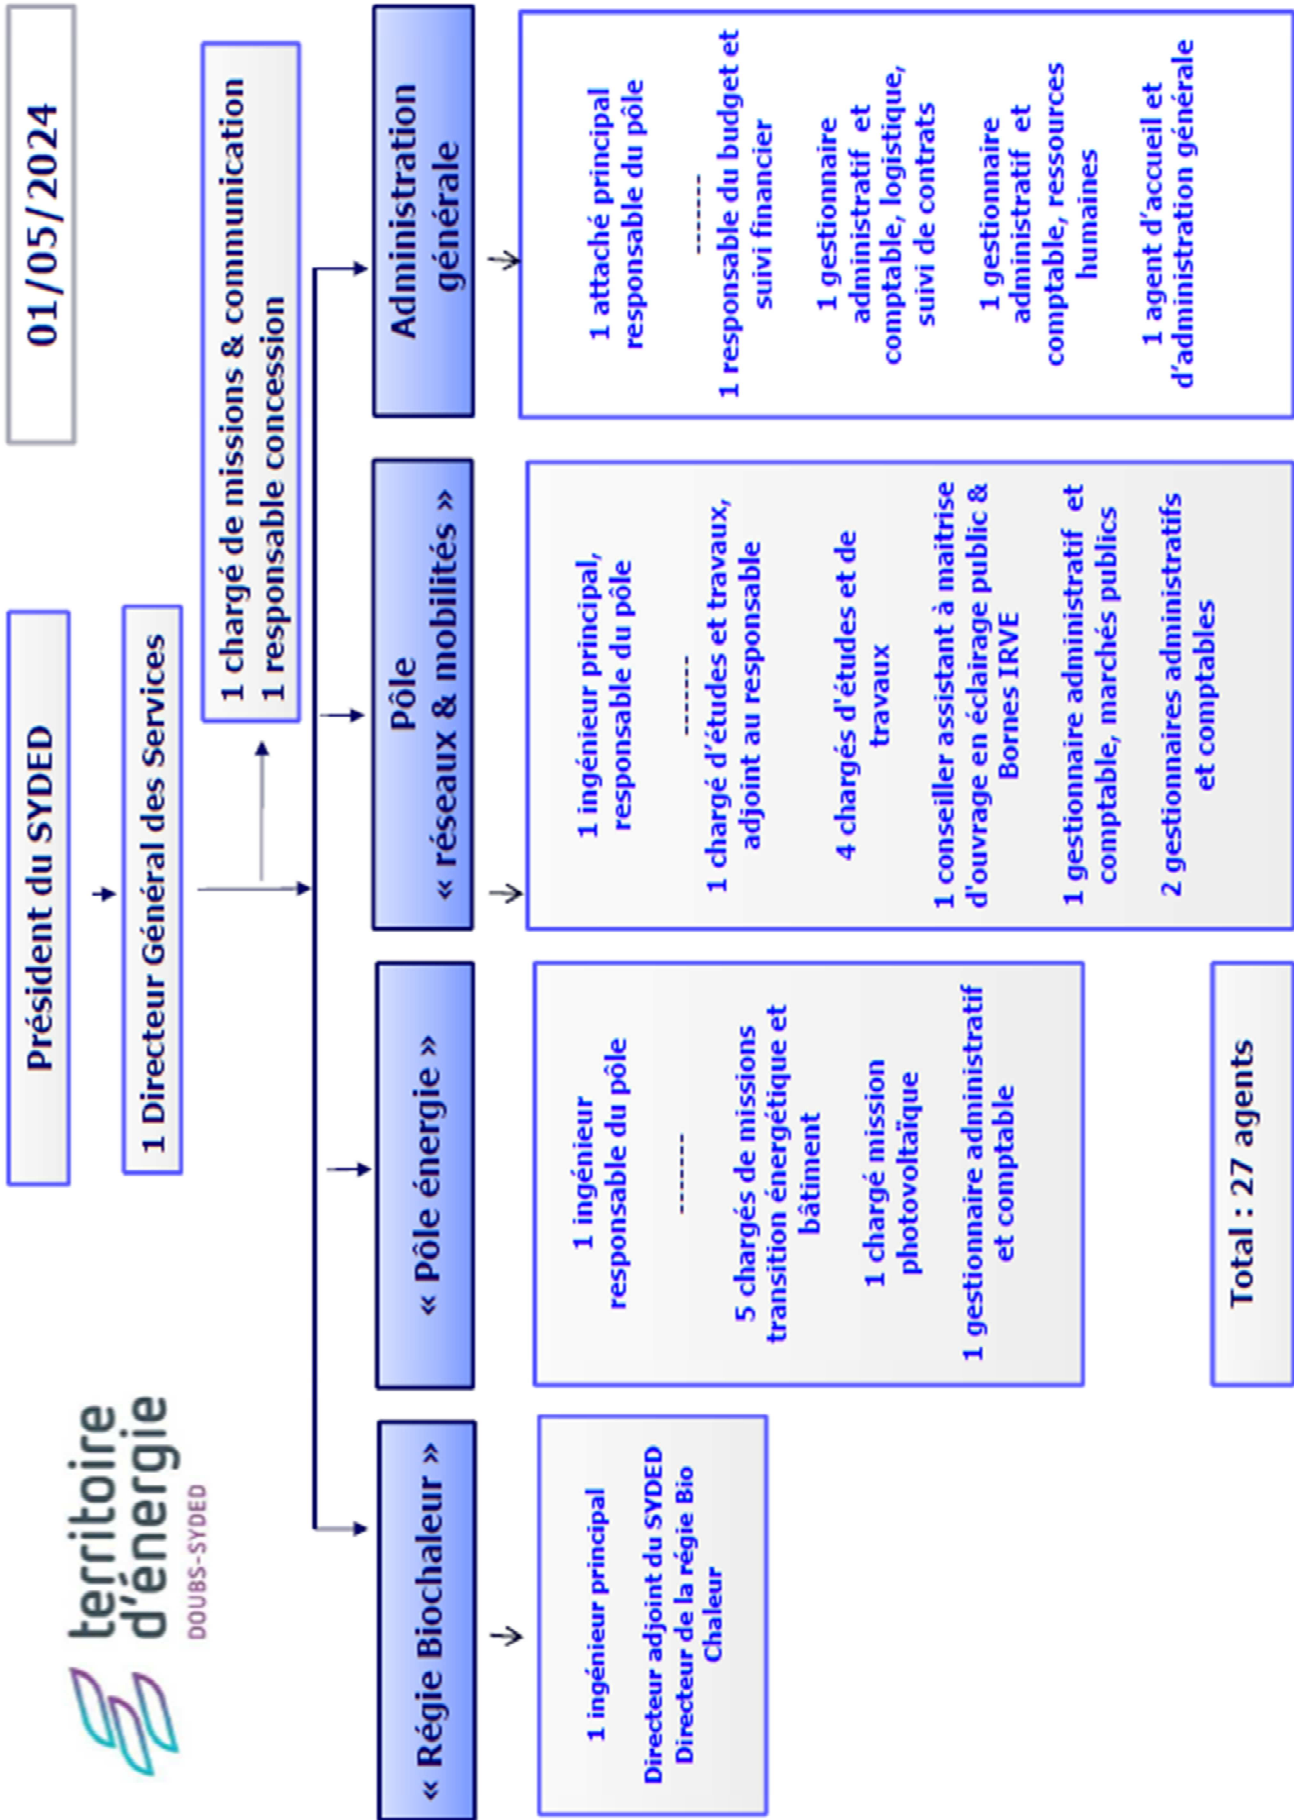 territoire
d'énergie
DOUBS-SYDED
Président du SYDED
01/05/2024
1 Directeur Général des Services
1 chargé de missions & communication
1 responsable concession
« Régie Biochaleur »
1 ingénieur principal
Directeur adjoint du SYDED
Directeur de la régie Bio
Chaleur
« Pôle énergie »
1 ingénieur
responsable du pôle
-------
5 chargés de missions
transition énergétique et
bâtiment
1 chargé mission
photovoltaïque
1 gestionnaire administratif
et comptable
Pôle
« réseaux & mobilités »
1 ingénieur principal,
responsable du pôle
-------
1 chargé d'études et travaux,
adjoint au responsable
4 chargés d'études et de
travaux
1 conseiller assistant à maitrise
d'ouvrage en éclairage public &
Bornes IRVE
1 gestionnaire administratif et
comptable, marchés publics
2 gestionnaires administratifs
et comptables
Administration
générale
1 attaché principal
responsable du pôle
-------
1 responsable du budget et
suivi financier
1 gestionnaire
administratif et
comptable, logistique,
suivi de contrats
1 gestionnaire
administratif et
comptable, ressources
humaines
1 agent d'accueil et
d'administration générale
Total : 27 agents